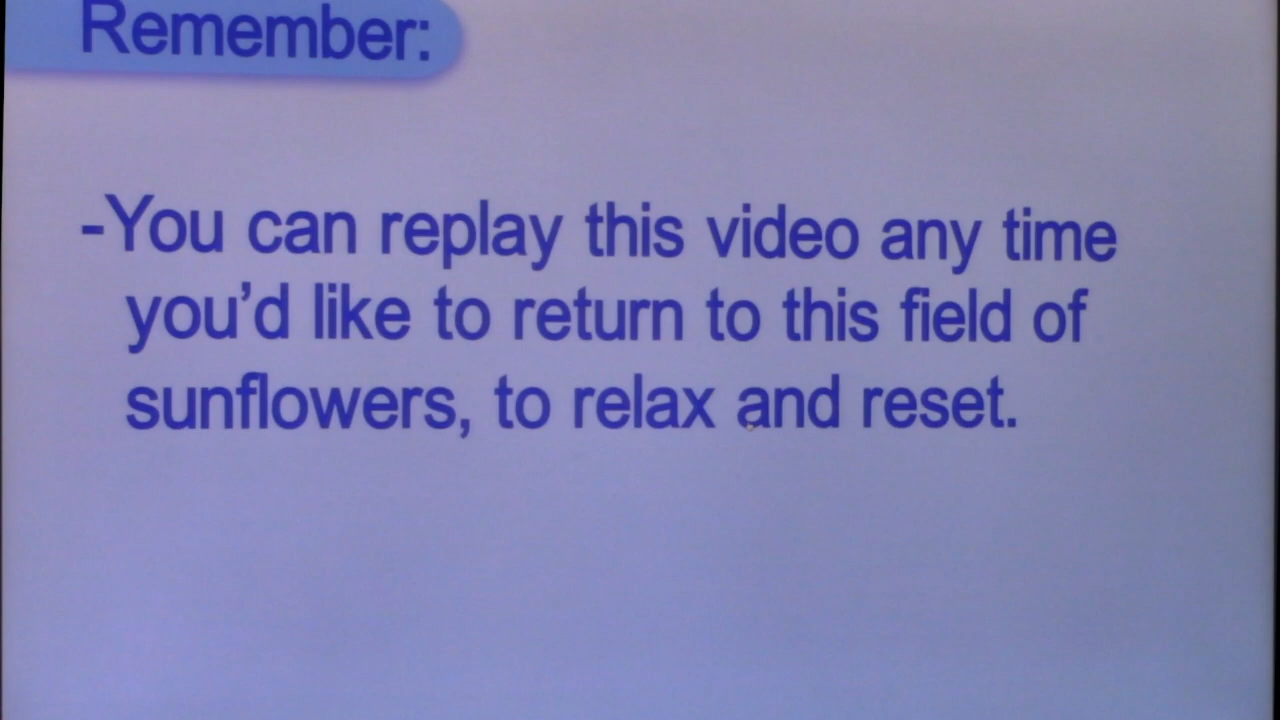 Remember:
-You can replay this video any time
you'd like to return to this field of
sunflowers, to relax and reset.